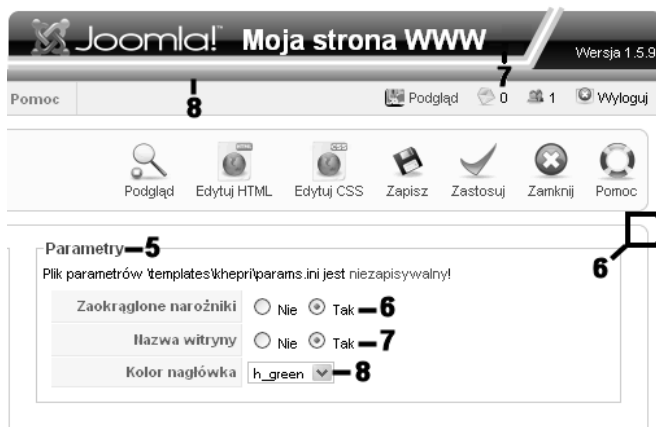 Joomla! Moja strona WWW
7
Wersja 1.5.9
8
Pomoc Podgląd 0 1 Wyloguj
HTML CSS
Podgląd Edytuj HTML Edytuj CSS Zapisz Zastosuj Zamknij Pomoc
Parametry 5
6
Plik parametrów \templates\khepri\params.ini jest niezapisywalny!
Zaokrąglone narożniki Nie Tak 6
Nazwa witryny Nie Tak 7
Kolor nagłówka h_green 8